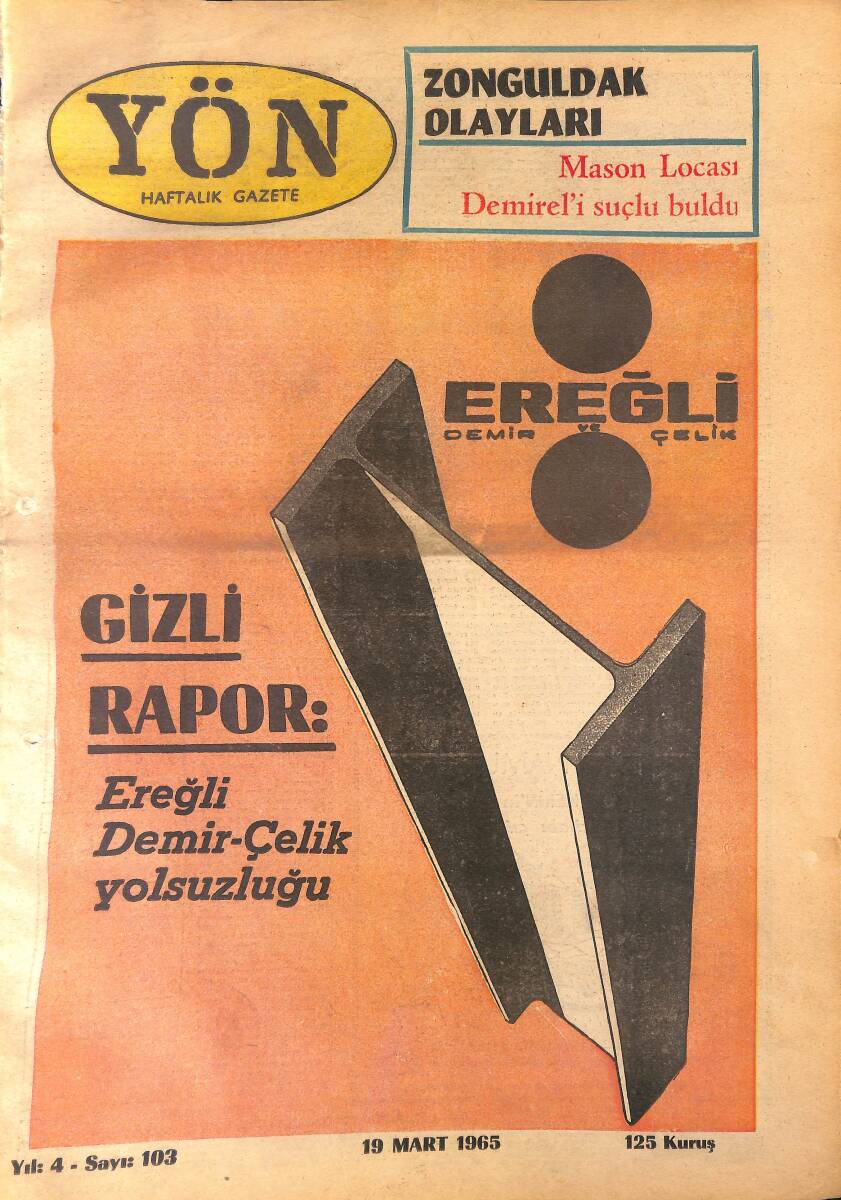 YÖN
HAFTALIK GAZETE
ZONGULDAK
OLAYLARI
Mason Locası
Demirel'i suçlu buldu
EREĞLİ
DEMİR VE ÇELİK
GİZLİ
RAPOR:
Ereğli
Demir-Çelik
yolsuzluğu
Yıl: 4 - Sayı: 103
19 MART 1965
125 Kuruş